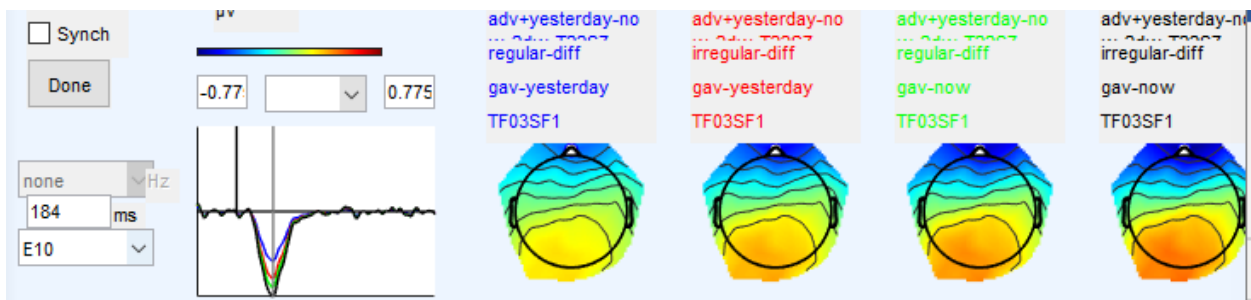 Synch
Done
none
Hz
184
ms
E10
μv
-0.77
0.775
adv+yesterday-no
regular-diff
gav-yesterday
TF03SF1
adv+yesterday-no
irregular-diff
gav-yesterday
TF03SF1
adv+yesterday-no
regular-diff
gav-now
TF03SF1
adv+yesterday-n
irregular-diff
gav-now
TF03SF1